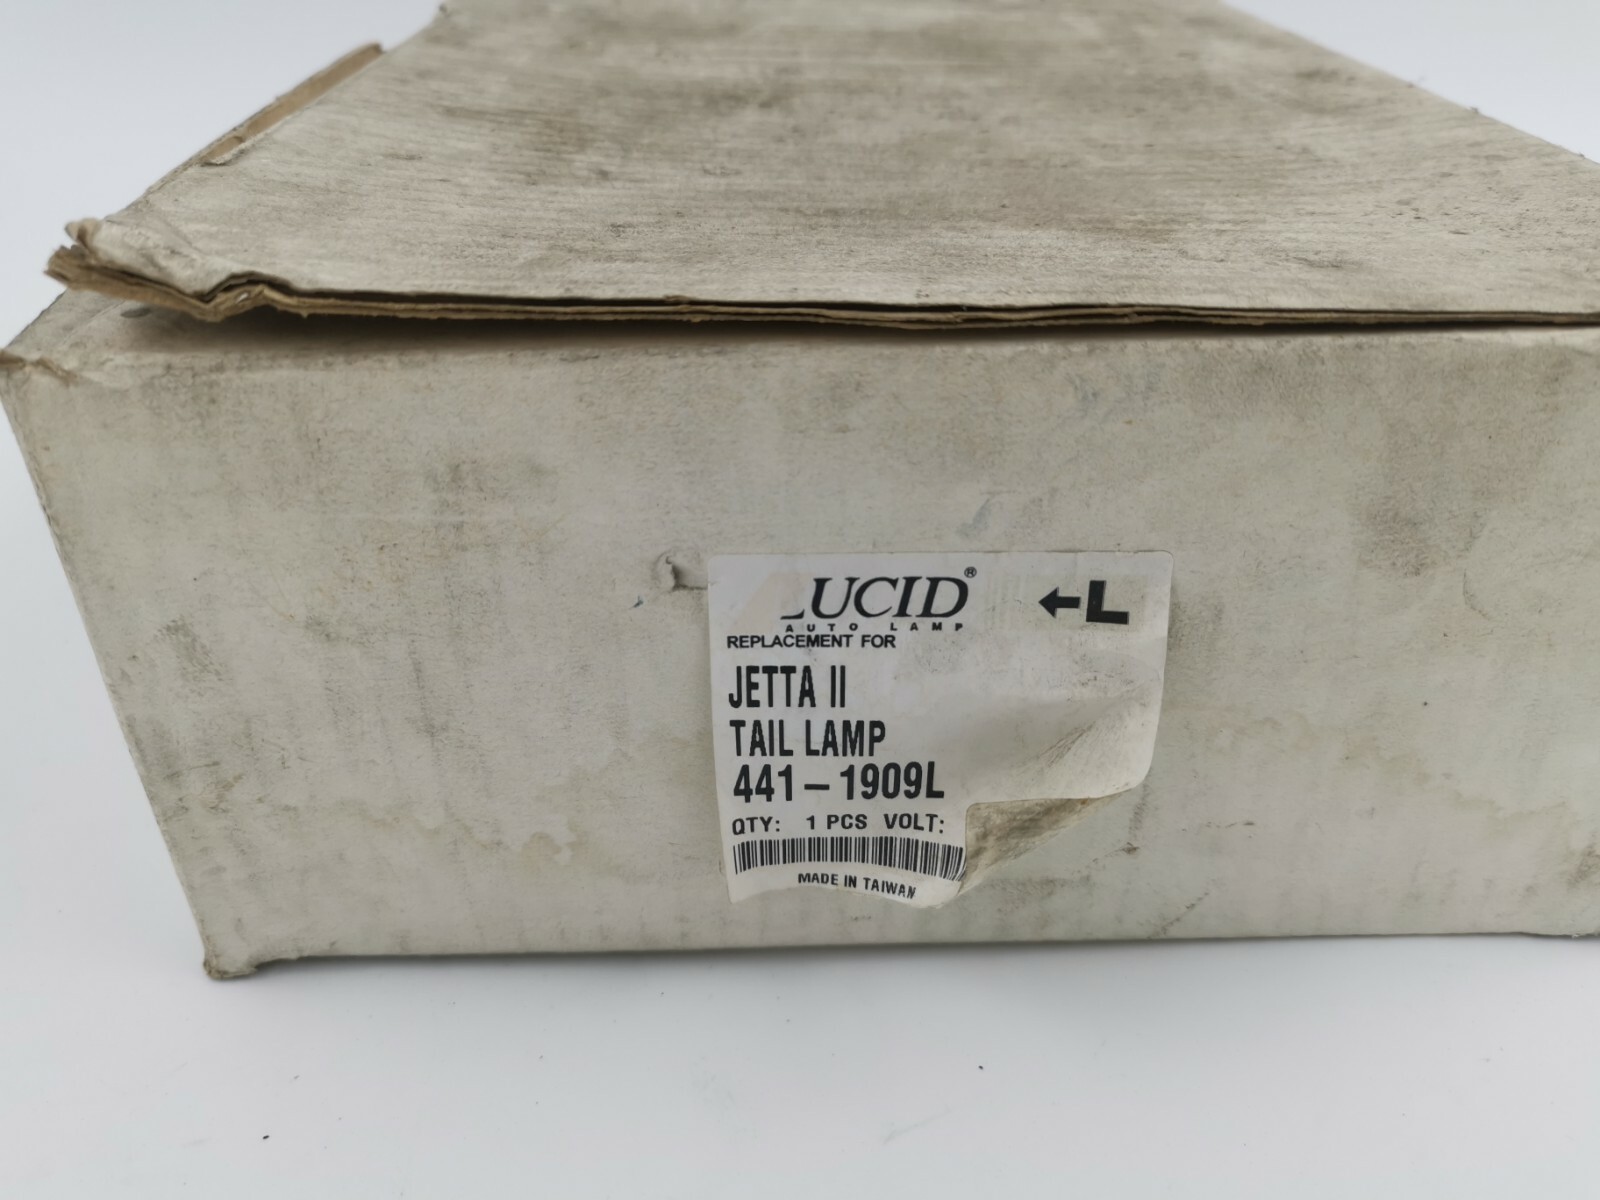 LUCID® ←L
AUTO LAMP
REPLACEMENT FOR
JETTA II
TAIL LAMP
441-1909L
QTY: 1 PCS VOLT:
MADE IN TAIWAN